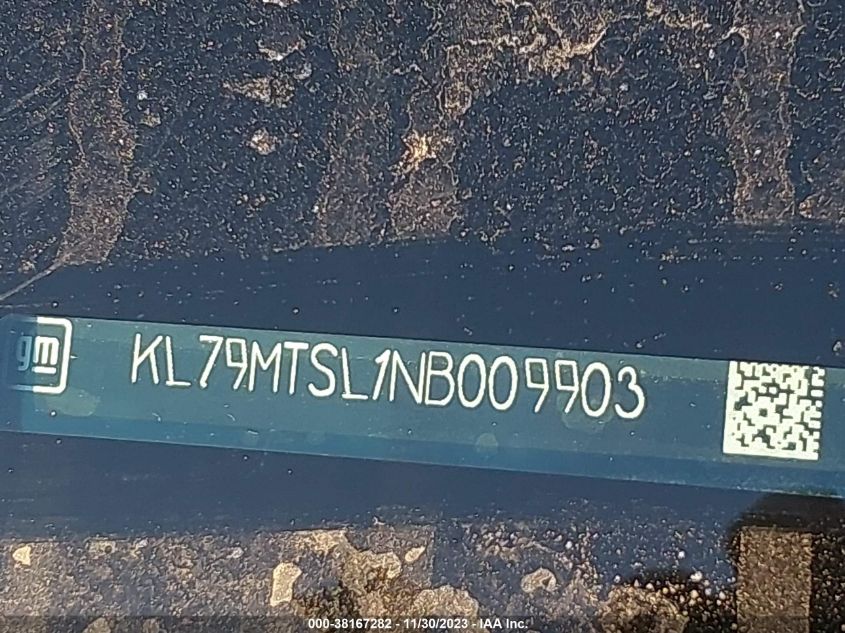 gm KL79MTSL1NB009903
000-38167282 - 11/30/2023 - IAA Inc.